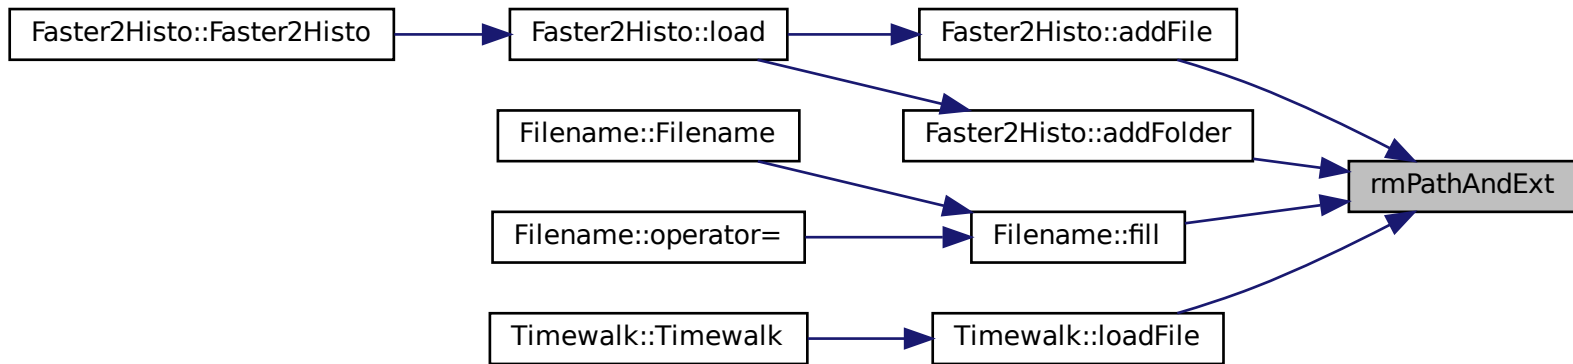 Faster2Histo::Faster2Histo
Faster2Histo::load
Faster2Histo::addFile
Filename::Filename
Faster2Histo::addFolder
rmPathAndExt
Filename::operator=
Filename::fill
Timewalk::Timewalk
Timewalk::loadFile